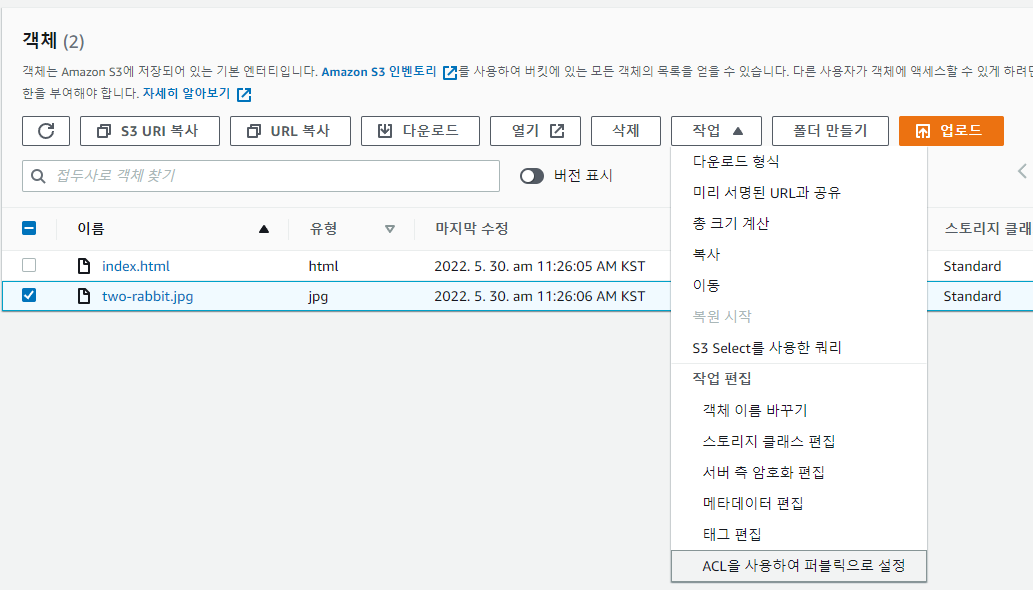 객체 (2)
객체는 Amazon S3에 저장되어 있는 기본 엔터티입니다. Amazon S3 인벤토리 를 사용하여 버킷에 있는 모든 객체의 목록을 얻을 수 있습니다. 다른 사용자가 객체에 액세스할 수 있게 하려면
한을 부여해야 합니다. 자세히 알아보기
S3 URI 복사 URL 복사 다운로드 열기 삭제 작업 폴더 만들기 업로드
접두사로 객체 찾기 버전 표시
이름 유형 마지막 수정 스토리지 클래
index.html html 2022. 5. 30. am 11:26:05 AM KST Standard
two-rabbit.jpg jpg 2022. 5. 30. am 11:26:06 AM KST Standard
다운로드 형식
미리 서명된 URL과 공유
총 크기 계산
복사
이동
복원 시작
S3 Select를 사용한 쿼리
작업 편집
객체 이름 바꾸기
스토리지 클래스 편집
서버 측 암호화 편집
메타데이터 편집
태그 편집
ACL을 사용하여 퍼블릭으로 설정